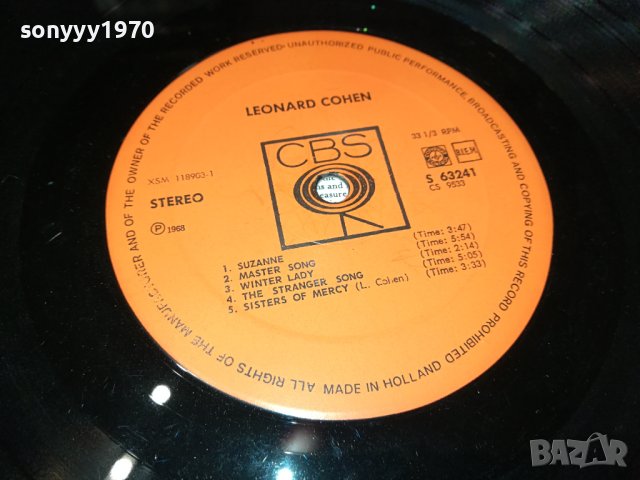 sonyyy1970
MANUFACTURER AND OF THE OWNER OF THE RECORDED WORK RESERVED·UNAUTHORIZED PUBLIC PERFORMANCE, BROADCASTING AND COPYING OF THIS RECORD PROHIBITED
LEONARD COHEN
CBS
33 1/3 RPM
B.I.E.M.
S 63241
CS 9533
XSM 118903-1
STEREO
Ⓟ 1968
ns and
easure
1. SUZANNE (Time: 3:47)
2. MASTER SONG (Time: 5:54)
3. WINTER LADY (Time: 2:14)
4. THE STRANGER SONG (Time: 5:05)
5. SISTERS OF MERCY (L. Cohen) (Time: 3:33)
ALL RIGHTS OF THE
MADE IN HOLLAND
BAZAR